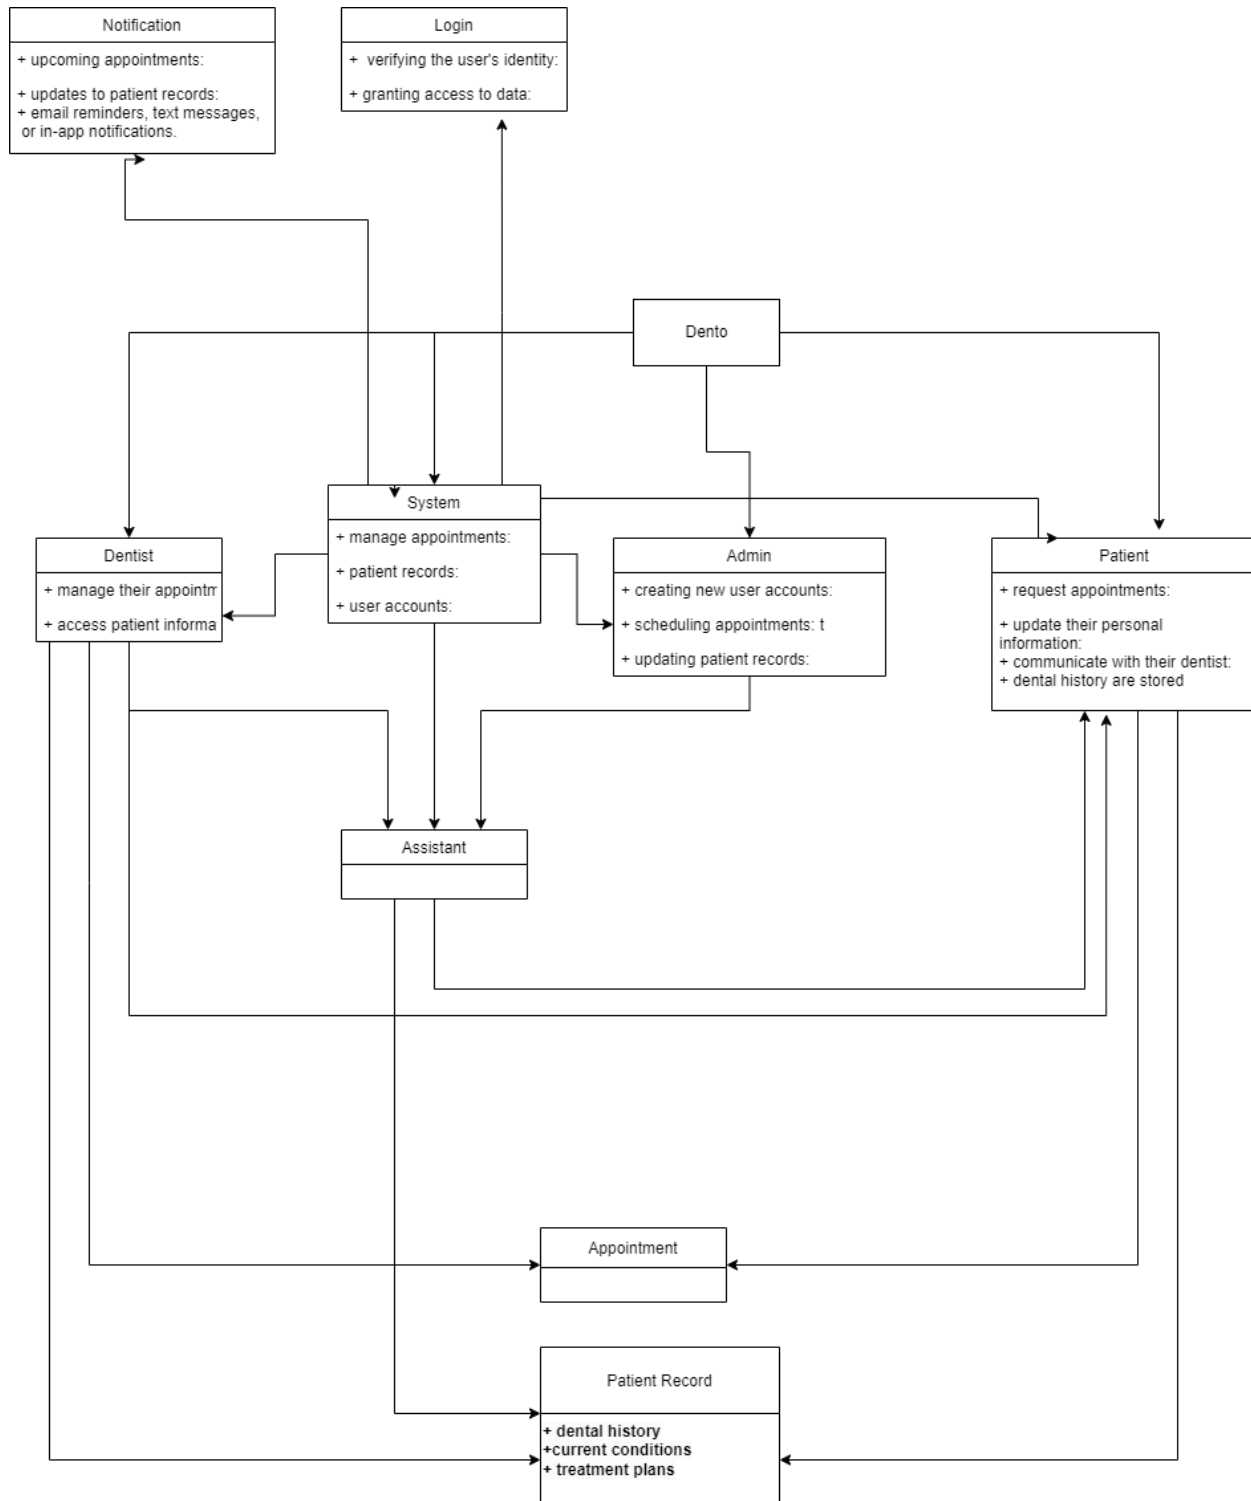 Notification
+ upcoming appointments:
+ updates to patient records:
+ email reminders, text messages,
or in-app notifications.
Login
+ verifying the user's identity:
+ granting access to data:
Dento
System
+ manage appointments:
+ patient records:
+ user accounts:
Dentist
+ manage their appointm
+ access patient informa
Admin
+ creating new user accounts:
+ scheduling appointments: t
+ updating patient records:
Patient
+ request appointments:
+ update their personal
information:
+ communicate with their dentist:
+ dental history are stored
Assistant
Appointment
Patient Record
+ dental history
+current conditions
+ treatment plans